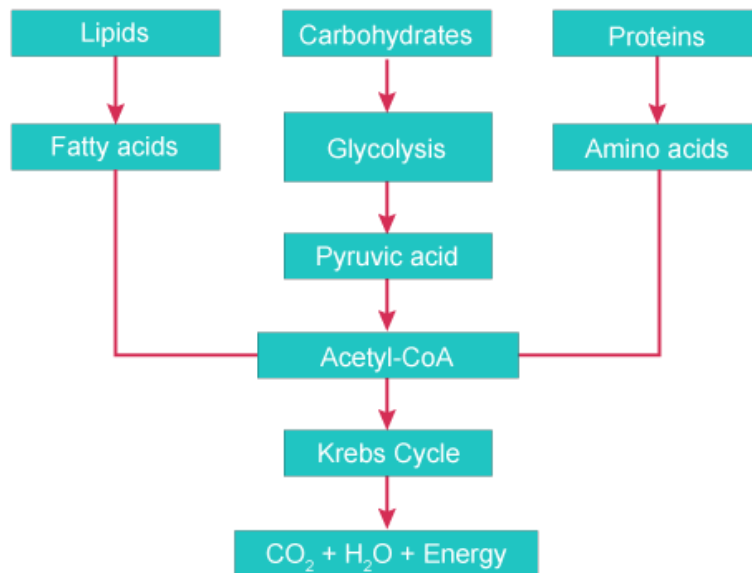 Lipids
Carbohydrates
Proteins
Fatty acids
Glycolysis
Amino acids
Pyruvic acid
Acetyl-CoA
Krebs Cycle
CO₂ + H₂O + Energy